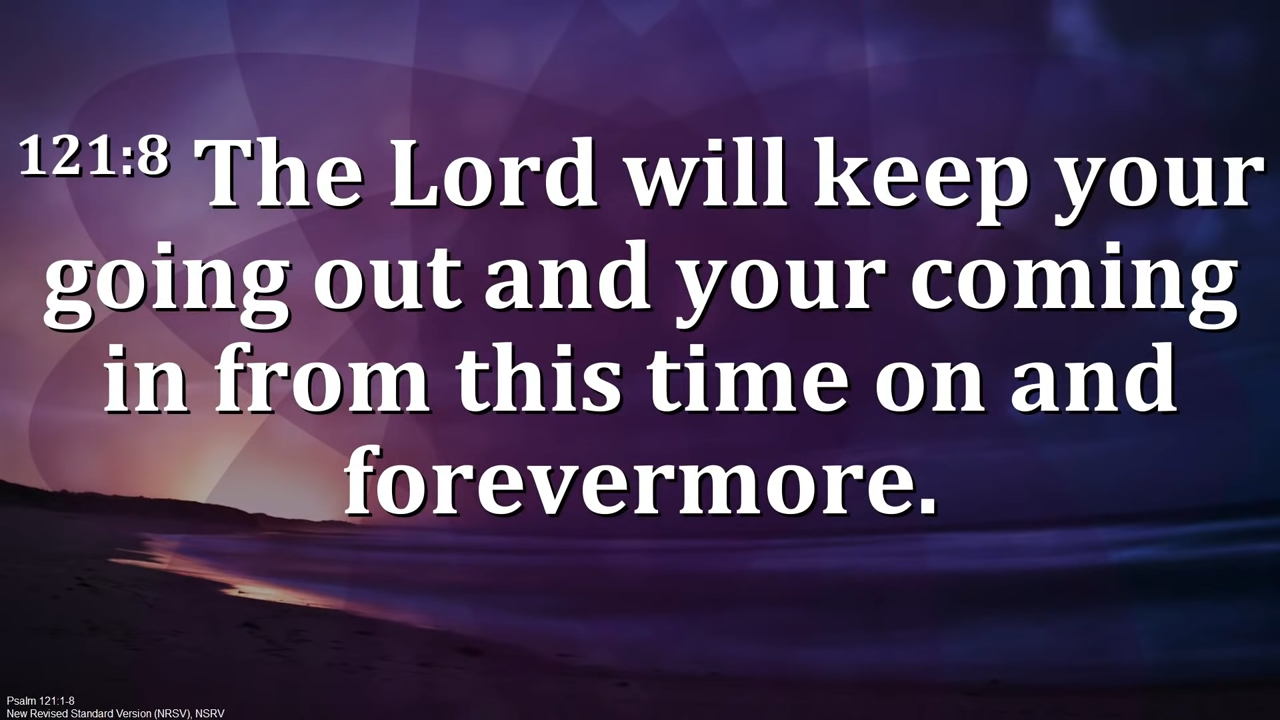 121:8 The Lord will keep your
going out and your coming
in from this time on and
forevermore.
Psalm 121:1-8
New Revised Standard Version (NRSV), NSRV